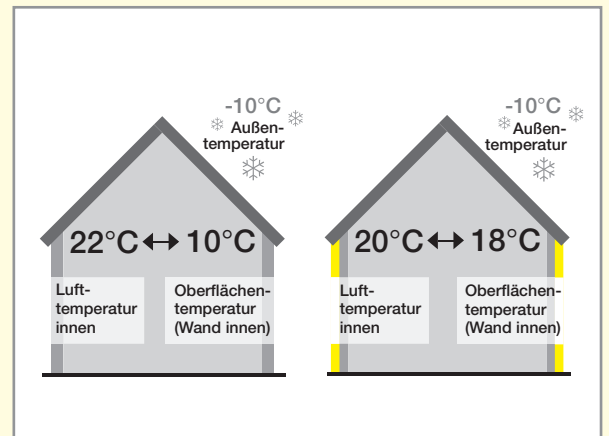 -10°C
Außen-
temperatur
22°C ↔ 10°C
Luft-
temperatur
innen
Oberflächen-
temperatur
(Wand innen)
-10°C
Außen-
temperatur
20°C ↔ 18°C
Luft-
temperatur
innen
Oberflächen-
temperatur
(Wand innen)